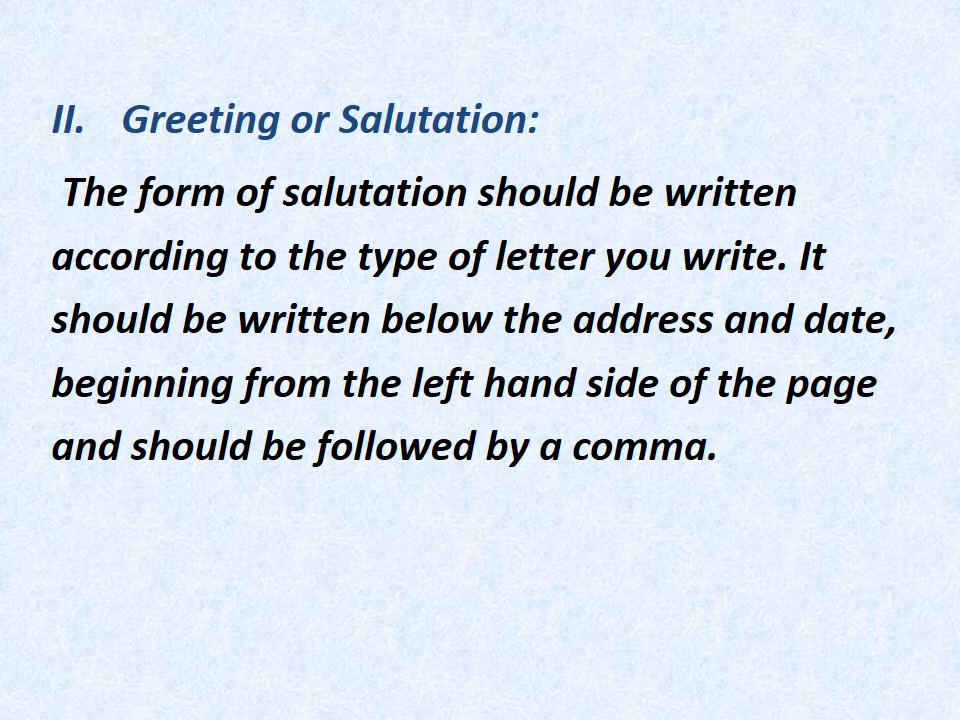 II. Greeting or Salutation:
The form of salutation should be written
according to the type of letter you write. It
should be written below the address and date,
beginning from the left hand side of the page
and should be followed by a comma.